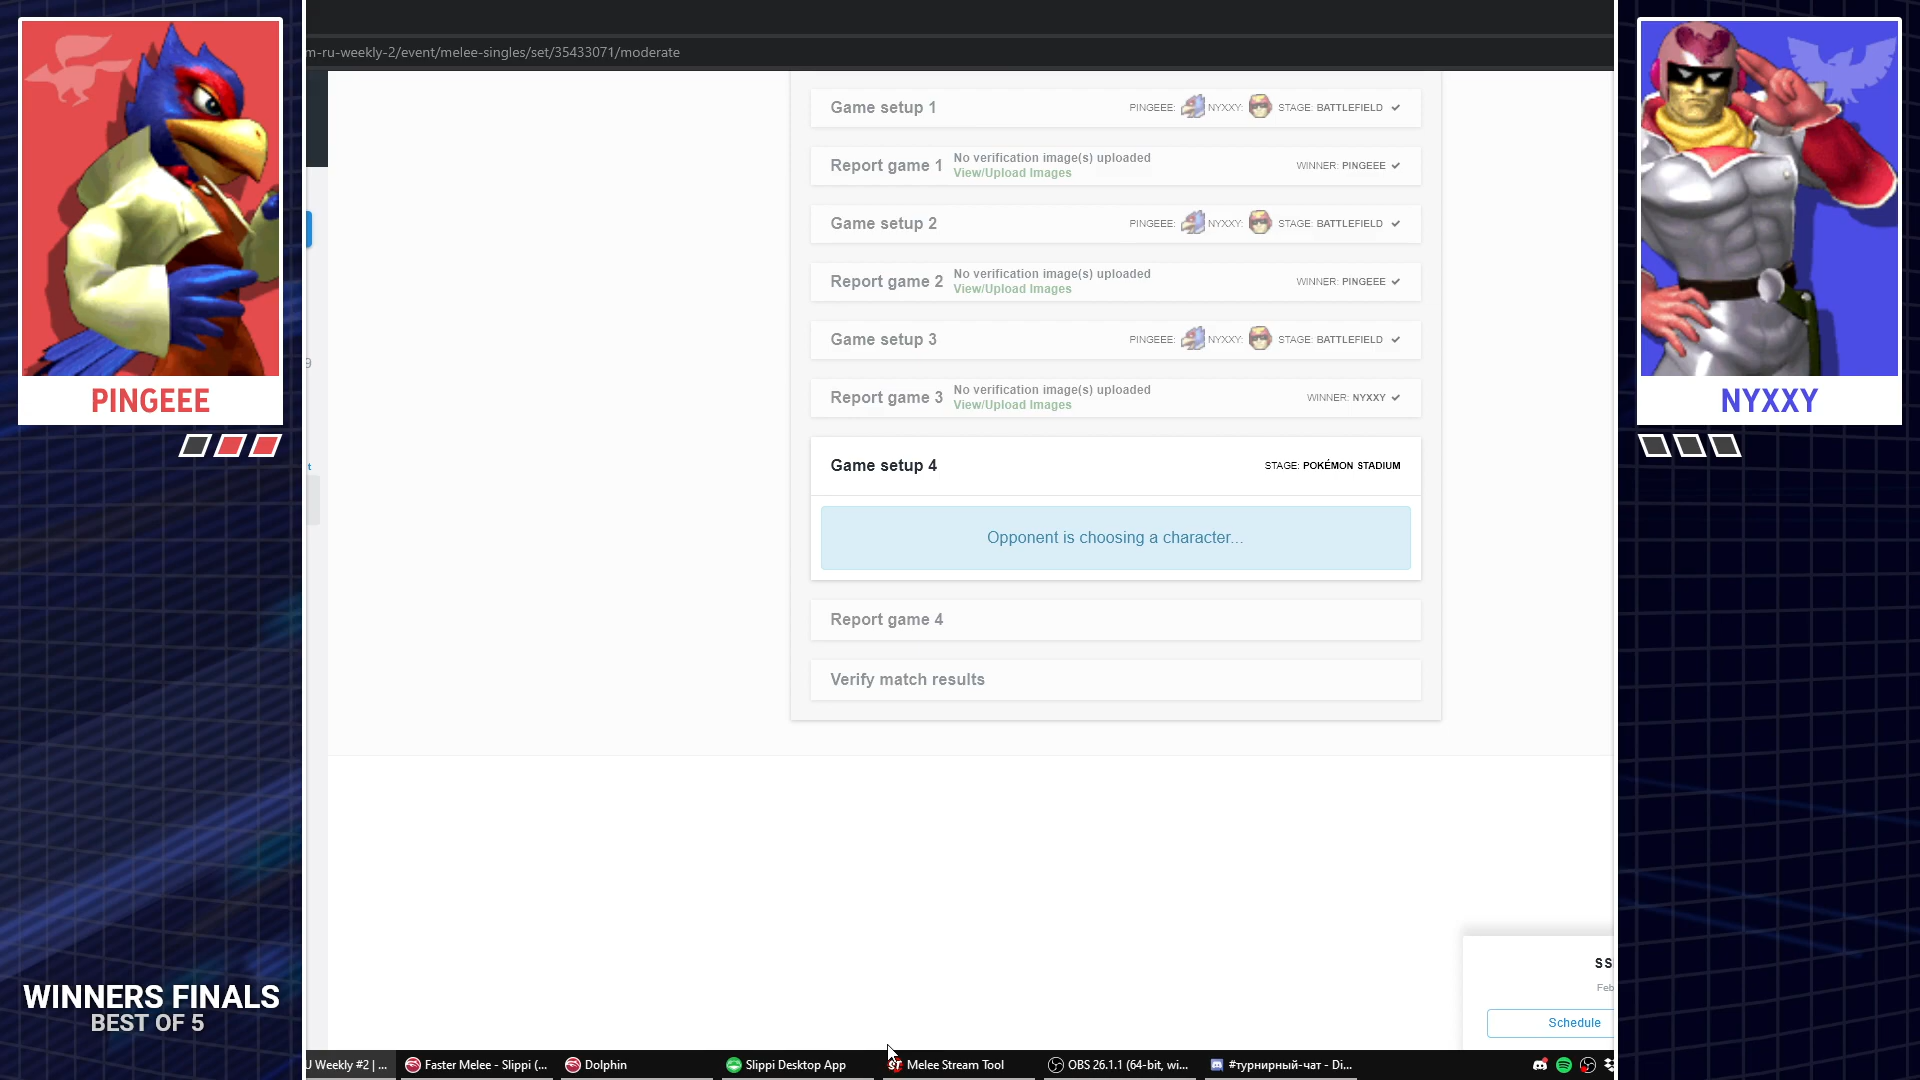 m-ru-weekly-2/event/melee-singles/set/35433071/moderate
Game setup 1 PINGEEE: NYXXY: STAGE: BATTLEFIELD
Report game 1 No verification image(s) uploaded
View/Upload Images
WINNER: PINGEEE
Game setup 2 PINGEEE: NYXXY: STAGE: BATTLEFIELD
Report game 2 No verification image(s) uploaded
View/Upload Images
WINNER: PINGEEE
Game setup 3 PINGEEE: NYXXY: STAGE: BATTLEFIELD
Report game 3 No verification image(s) uploaded
View/Upload Images
WINNER: NYXXY
PINGEEE
NYXXY
Game setup 4 STAGE: POKÉMON STADIUM
Opponent is choosing a character...
Report game 4
Verify match results
9
t
SS
Feb
Schedule
WINNERS FINALS
BEST OF 5
U Weekly #2 | ... Faster Melee - Slippi (... Dolphin Slippi Desktop App Melee Stream Tool OBS 26.1.1 (64-bit, wi... #турнирный-чат - Di...